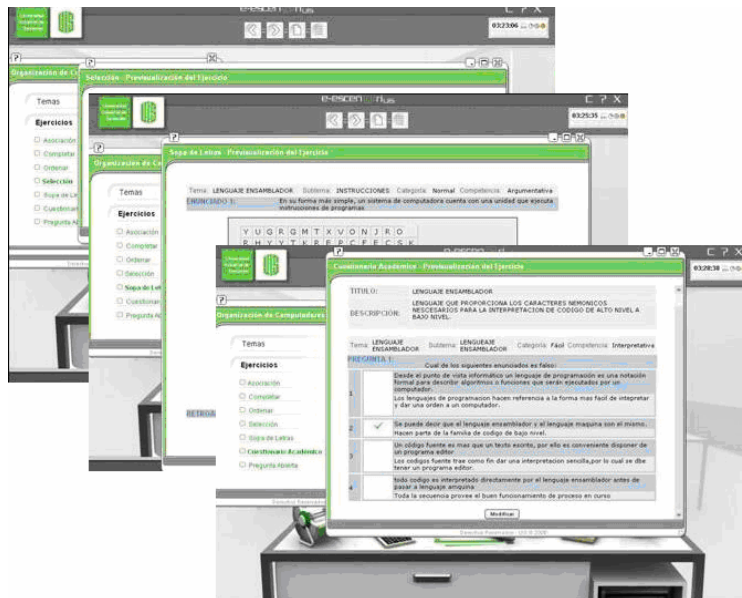 e-escen rius
03:23:06
Organización de Co
Selección - Previsualización del Ejercicio
Temas
Ejercicios
Asociación
Completar
Ordenar
Selección
Sopa de Le
Cuestionar
Pregunta Ab
e-escen rius
03:25:35
Organización de Co
Sopa de Letras - Previsualización del Ejercicio
Temas
Ejercicios
Asociación
Completar
Ordenar
Selección
Sopa de Let
Cuestionar
Pregunta Ab
Tema: LENGUAJE ENSAMBLADOR Subtema: INSTRUCCIONES Categoría: Normal Competencia: Argumentativa
ENUNCIADO 1: En su forma más simple, un sistema de computadora cuenta con una unidad que ejecuta
instrucciones de programas
Y U G R G M T X V O N J R O
RETROA
03:28:38
Organización de Computadores
Cuestionario Académico - Previsualización del Ejercicio
Temas
Ejercicios
Asociación
Completar
Ordenar
Selección
Sopa de Letras
Cuestionario Académico
Pregunta Abierta
TITULO: LENGUAJE ENSAMBLADOR
DESCRIPCIÓN: LENGUAJE QUE PROPORCIONA LOS CARACTERES NEMONICOS
NESCESARIOS PARA LA INTERPRETACION DE CODIGO DE ALTO NIVEL A
BAJO NIVEL.
Tema: LENGUAJE ENSAMBLADOR Subtema: LENGUEAJE ENSAMBLADOR Categoría: Fácil Competencia: Interpretativa
PREGUNTA 1: Cual de los siguientes enunciados es falso:
1
Desde el punto de vista informático un lenguaje de programación es una notación
formal para describir algoritmos o funciones que serán ejecutados por un
computador.
Los lenguajes de programacion hacen referencia a la forma mas facil de intepretar
y dar una orden a un computador.
2
Se puede decir que el lenguaje ensamblador y el lenguaje maquina son el mismo.
Hacen parte de la familia de codigo de bajo nivel.
3
Un código fuente es mas que un texto escrito, por ello es conveniente disponer de
un programa editor
Los codigos fuente trae como fin dar una interpretacion sencilla,por lo cual se dbe
tener un programa editor.
4
todo codigo es interpretado directamente por el lenguaje ensamblador antes de
pasar a lenguaje amiquina
Toda la secuencia provee el buen funcionamiento de proceso en curso
Modificar